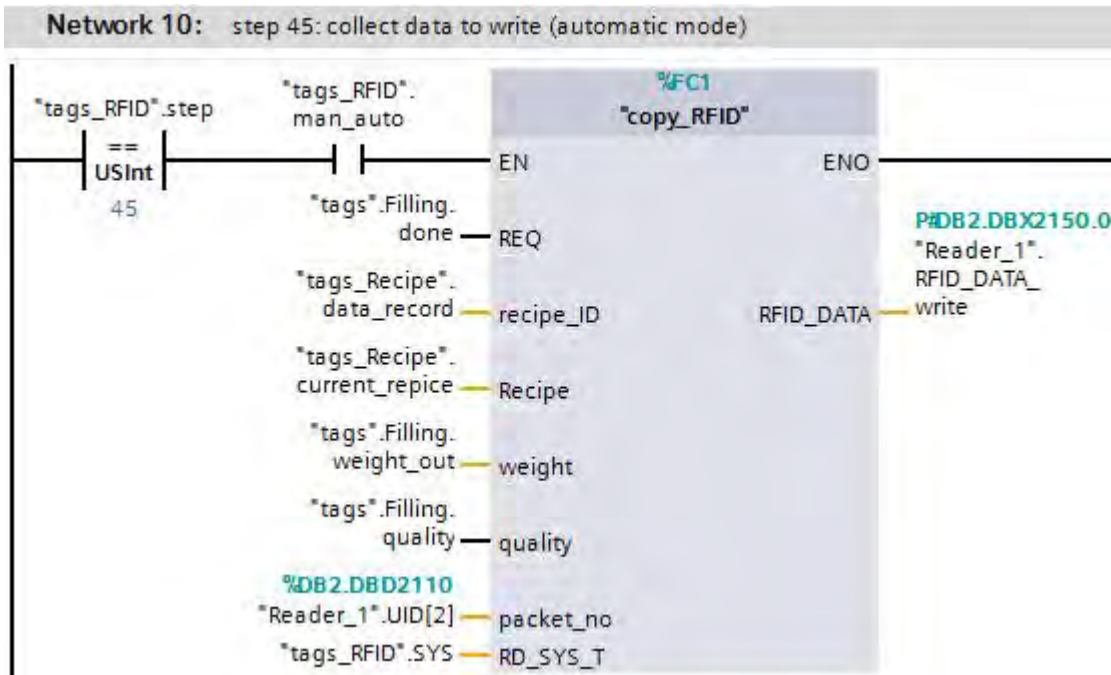 Network 10: step 45: collect data to write (automatic mode)
"tags_RFID".step
==
USInt
45
"tags_RFID".
man_auto
%FC1
"copy_RFID"
EN
ENO
"tags".Filling.
done
REQ
"tags_Recipe".
data_record
recipe_ID
"tags_Recipe".
current_repice
Recipe
"tags".Filling.
weight_out
weight
"tags".Filling.
quality
quality
%DB2.DBD2110
"Reader_1".UID[2]
packet_no
"tags_RFID".SYS
RD_SYS_T
RFID_DATA
P#DB2.DBX2150.0
"Reader_1".
RFID_DATA_
write